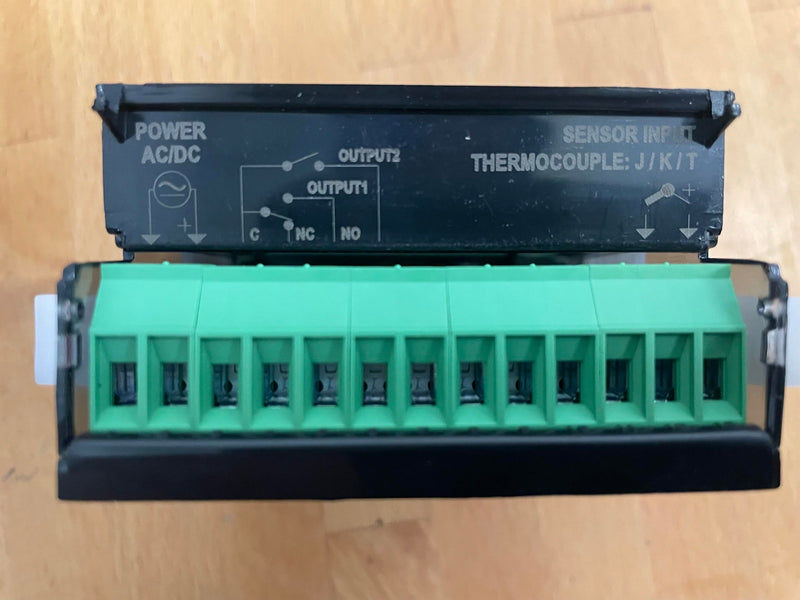 POWER
AC/DC
OUTPUT2
OUTPUT1
C NC NO
SENSOR INPUT
THERMOCOUPLE: J / K / T
+
+